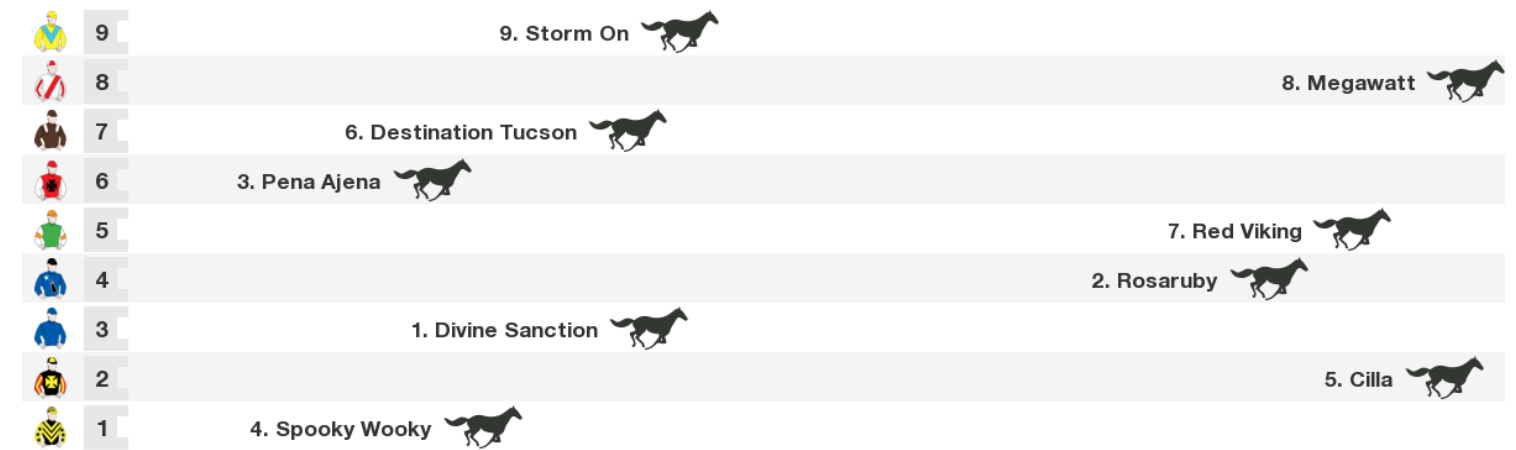 9 9. Storm On
8 8. Megawatt
7 6. Destination Tucson
6 3. Pena Ajena
5 7. Red Viking
4 2. Rosaruby
3 1. Divine Sanction
2 5. Cilla
1 4. Spooky Wooky